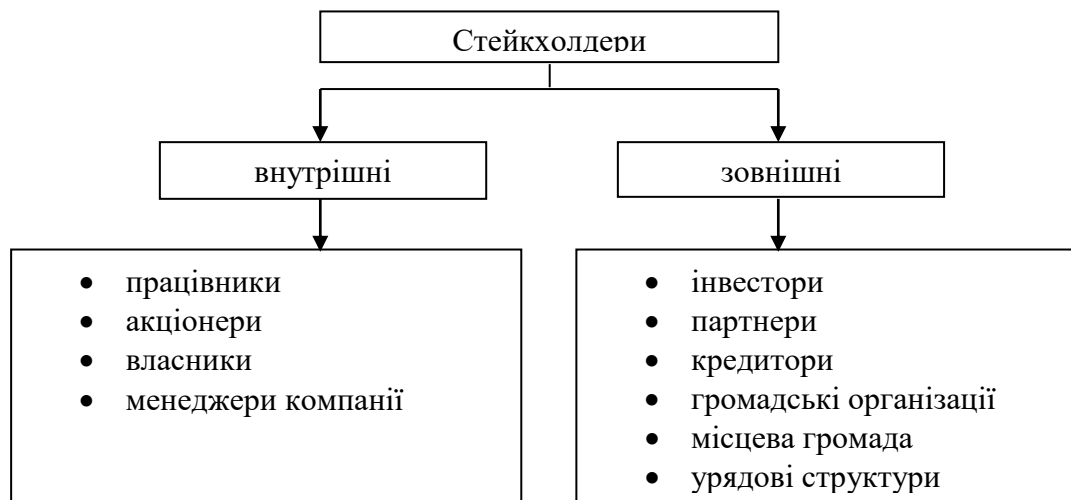 Стейкхолдери
внутрішні
зовнішні
• працівники
• акціонери
• власники
• менеджери компанії
• інвестори
• партнери
• кредитори
• громадські організації
• місцева громада
• урядові структури